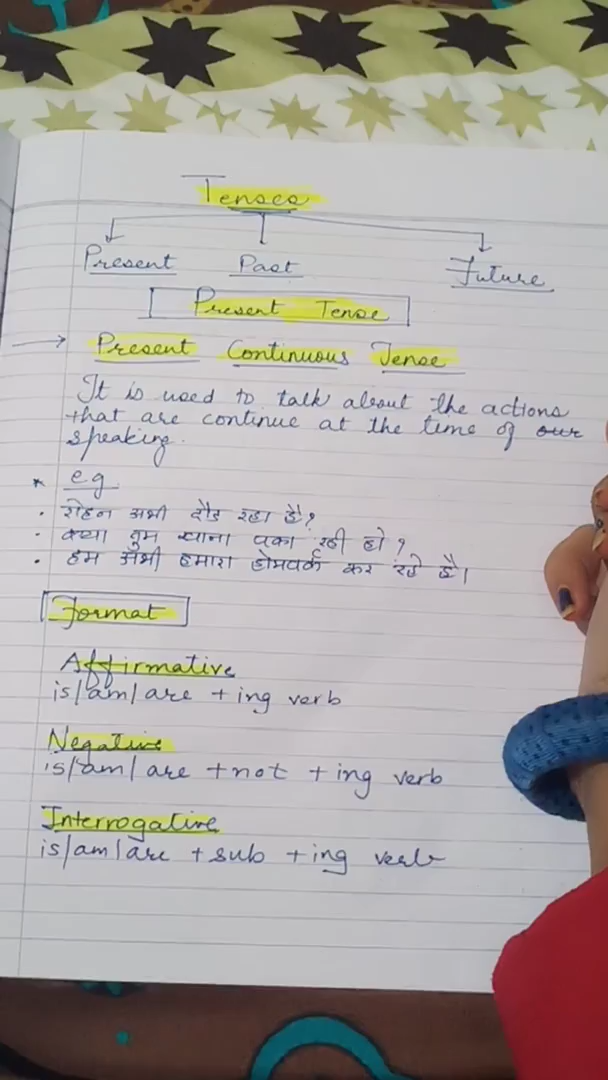 Tenses
Present Past Future
Present Tense
→ Present Continuous Tense
It is used to talk about the actions
that are continue at the time of our
speaking.
* eg
. रोहन अभी दौड रहा है?
. क्या तुम खाना पका रही हो?
. हम अभी हमारा होमवर्क कर रहे है।
Format
Affirmative
is/am/are + ing verb
Negative
is/am/are + not + ing verb
Interrogative
is/am/are + sub + ing verb